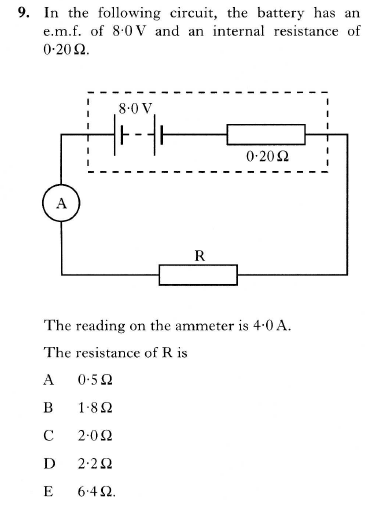 9. In the following circuit, the battery has an
e.m.f. of 8·0 V and an internal resistance of
0·20 Ω.
8·0 V
0·20 Ω
A
R
The reading on the ammeter is 4·0 A.
The resistance of R is
A 0·5 Ω
B 1·8 Ω
C 2·0 Ω
D 2·2 Ω
E 6·4 Ω.